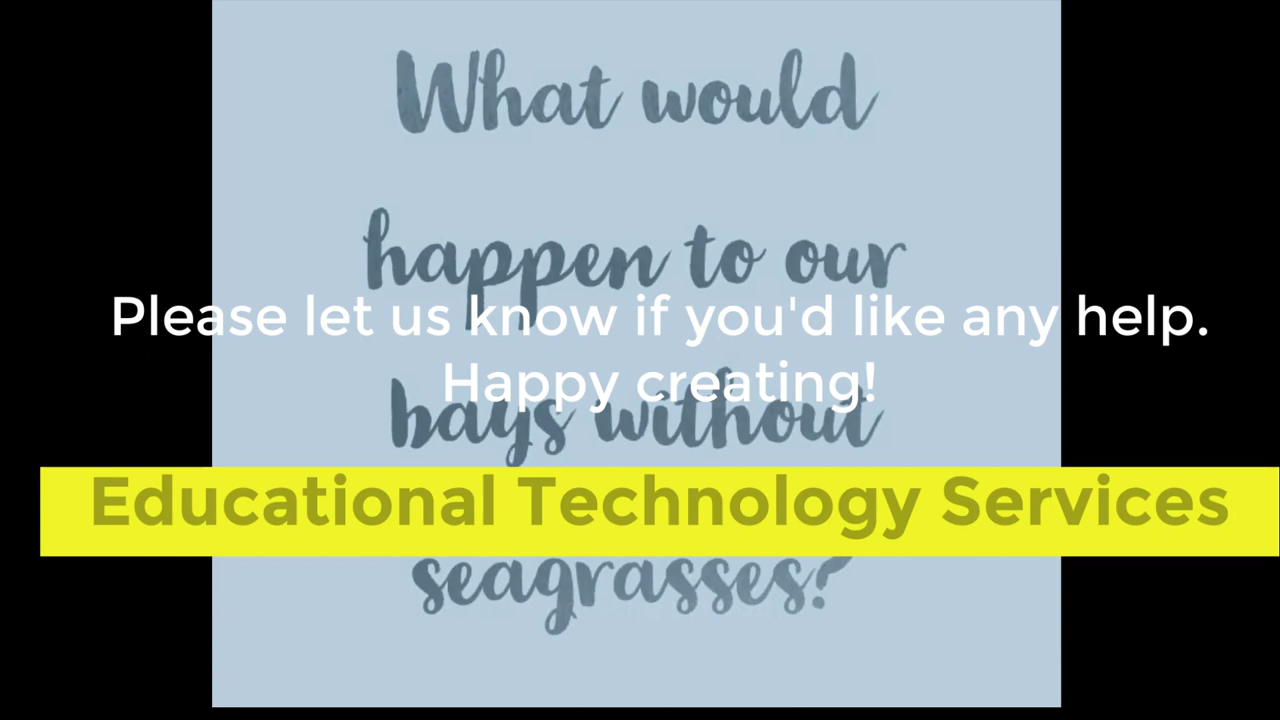 What would
happen to our
Please let us know if you'd like any help.
Happy creating!
bays without
Educational Technology Services
seagrasses?